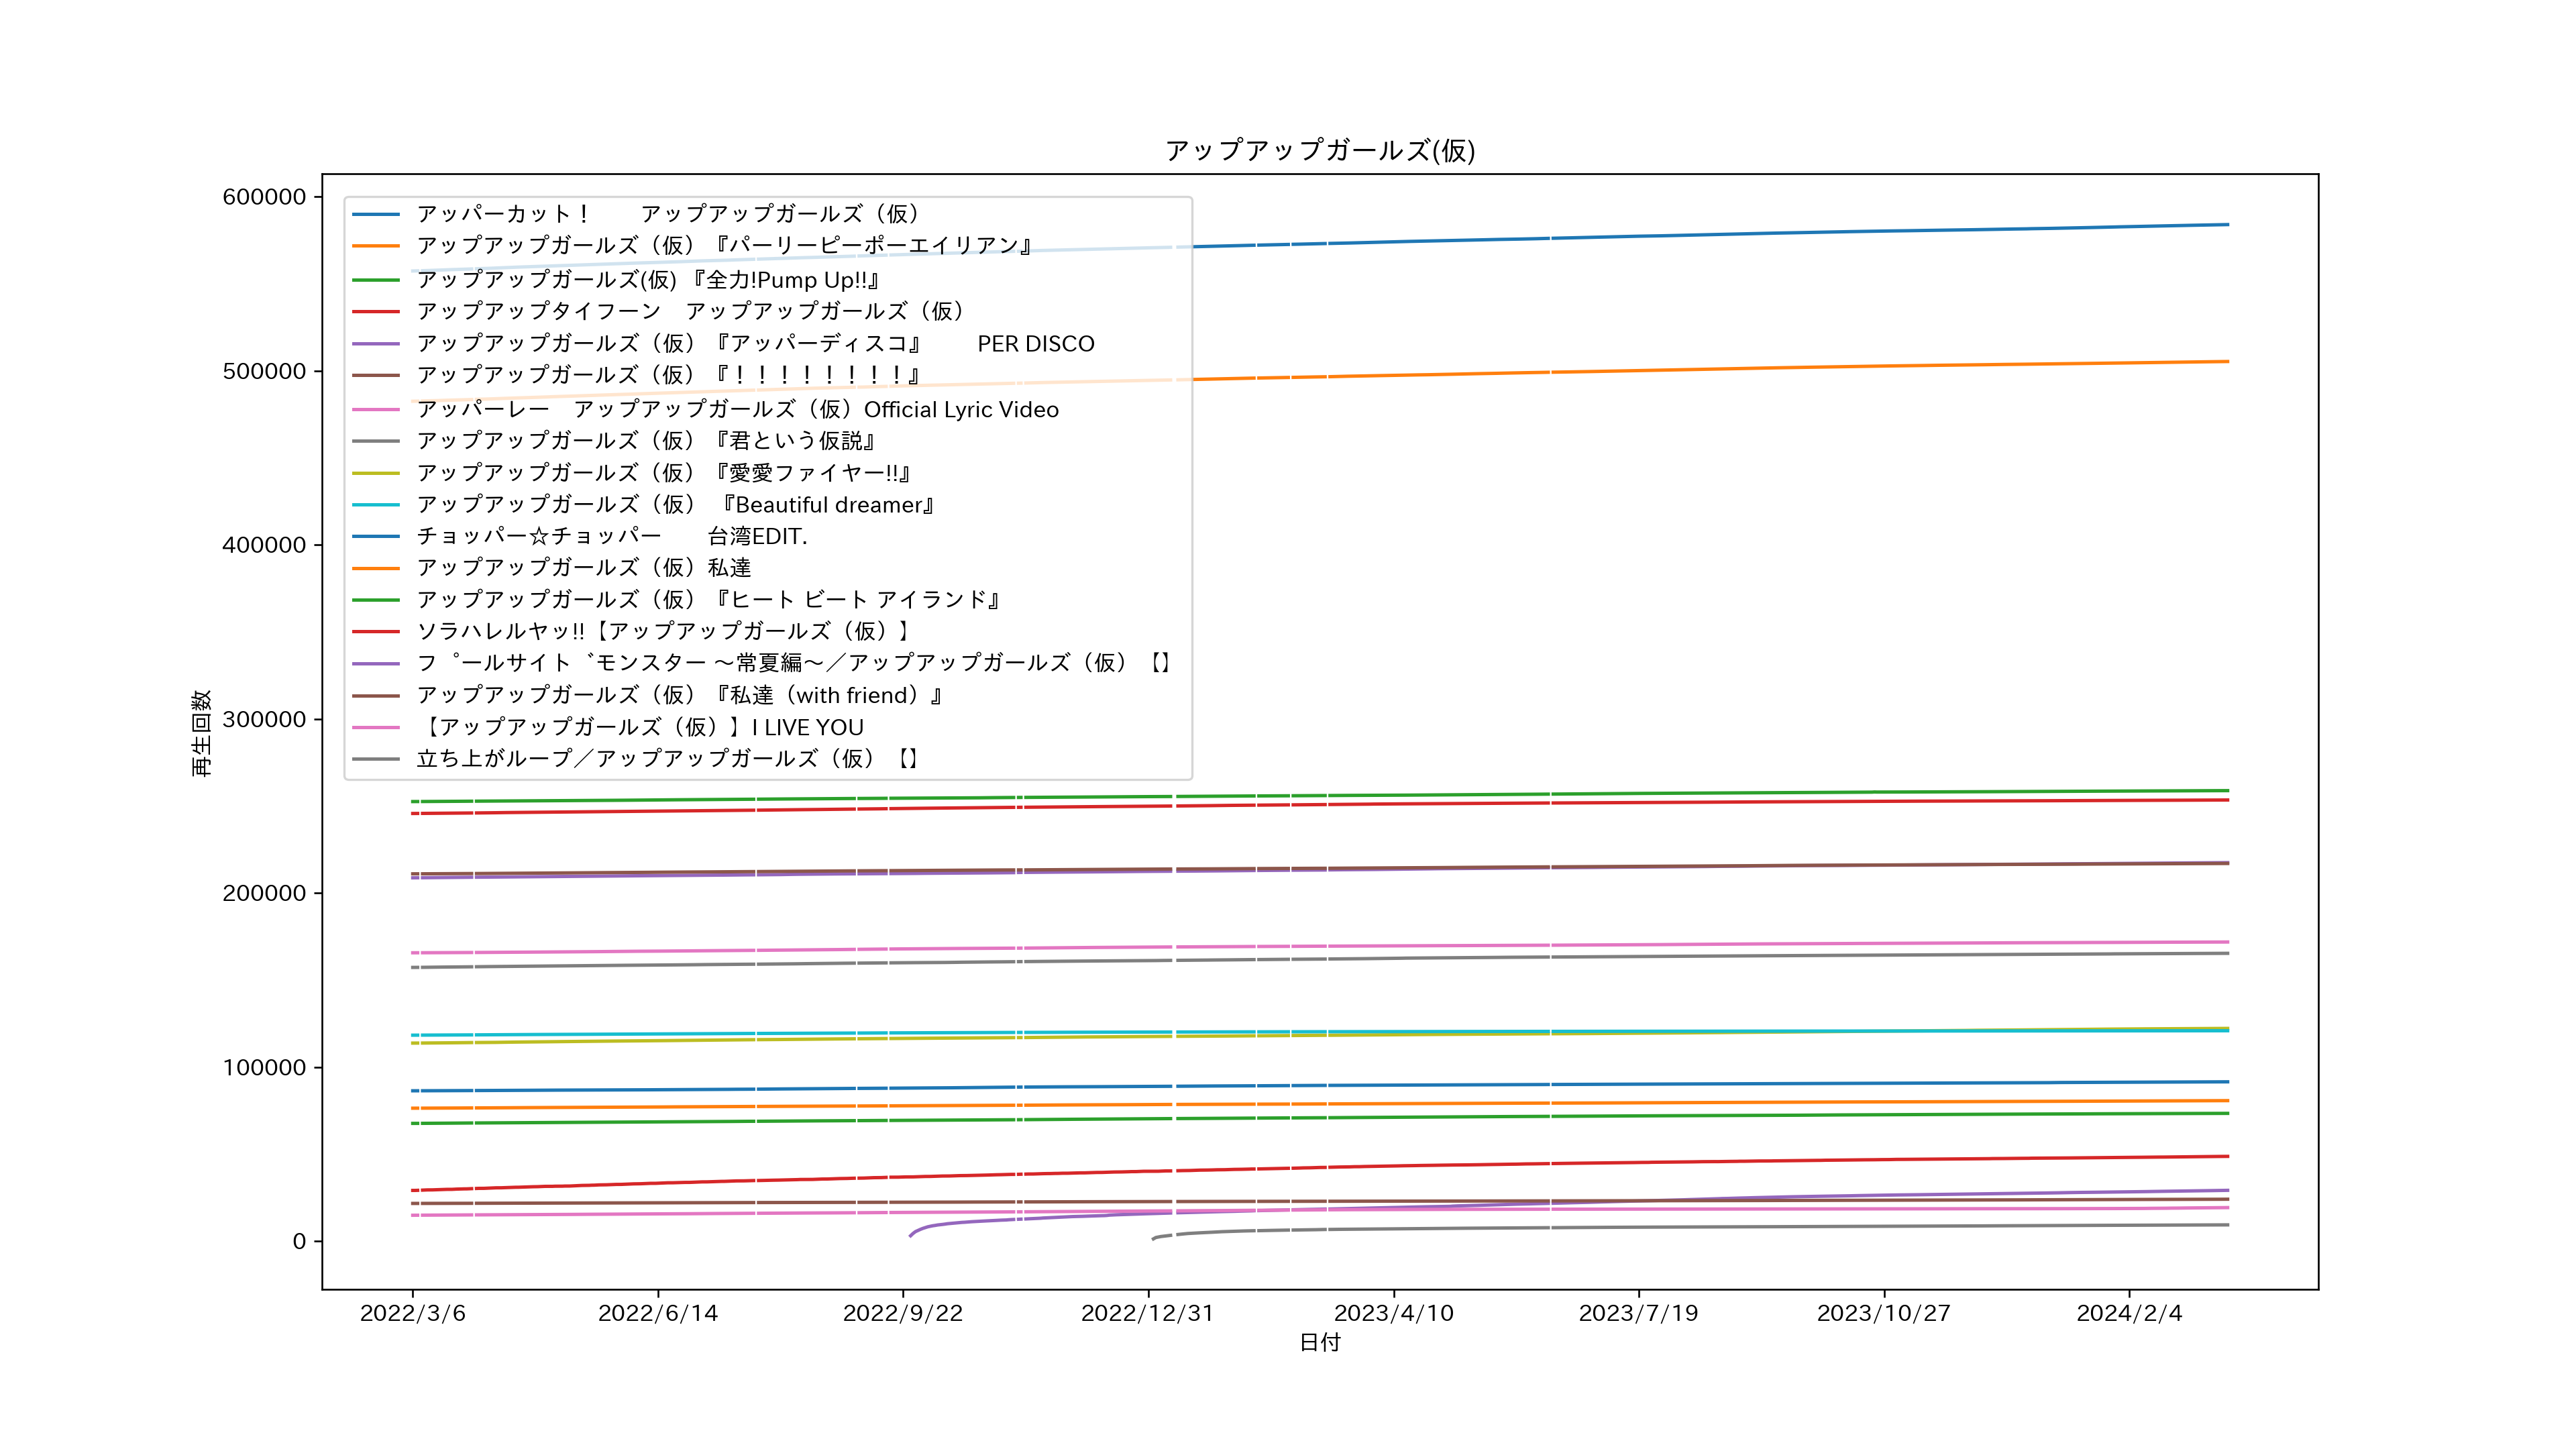 アップアップガールズ(仮)
600000
500000
400000
300000
200000
100000
0
再生回数
アッパーカット！　　アップアップガールズ（仮）
アップアップガールズ（仮）『パーリーピーポーエイリアン』
アップアップガールズ(仮) 『全力!Pump Up!!』
アップアップタイフーン　アップアップガールズ（仮）
アップアップガールズ（仮）『アッパーディスコ』　　PER DISCO
アップアップガールズ（仮）『！！！！！！！！』
アッパーレー　アップアップガールズ（仮）Official Lyric Video
アップアップガールズ（仮）『君という仮説』
アップアップガールズ（仮）『愛愛ファイヤー!!』
アップアップガールズ（仮） 『Beautiful dreamer』
チョッパー☆チョッパー　　台湾EDIT.
アップアップガールズ（仮）私達
アップアップガールズ（仮）『ヒート ビート アイランド』
ソラハレルヤッ!!【アップアップガールズ（仮）】
フ゜ールサイト゛モンスター 〜常夏編〜／アップアップガールズ（仮）【】
アップアップガールズ（仮）『私達（with friend）』
【アップアップガールズ（仮）】I LIVE YOU
立ち上がループ／アップアップガールズ（仮）【】
2022/3/6 2022/6/14 2022/9/22 2022/12/31 2023/4/10 2023/7/19 2023/10/27 2024/2/4
日付